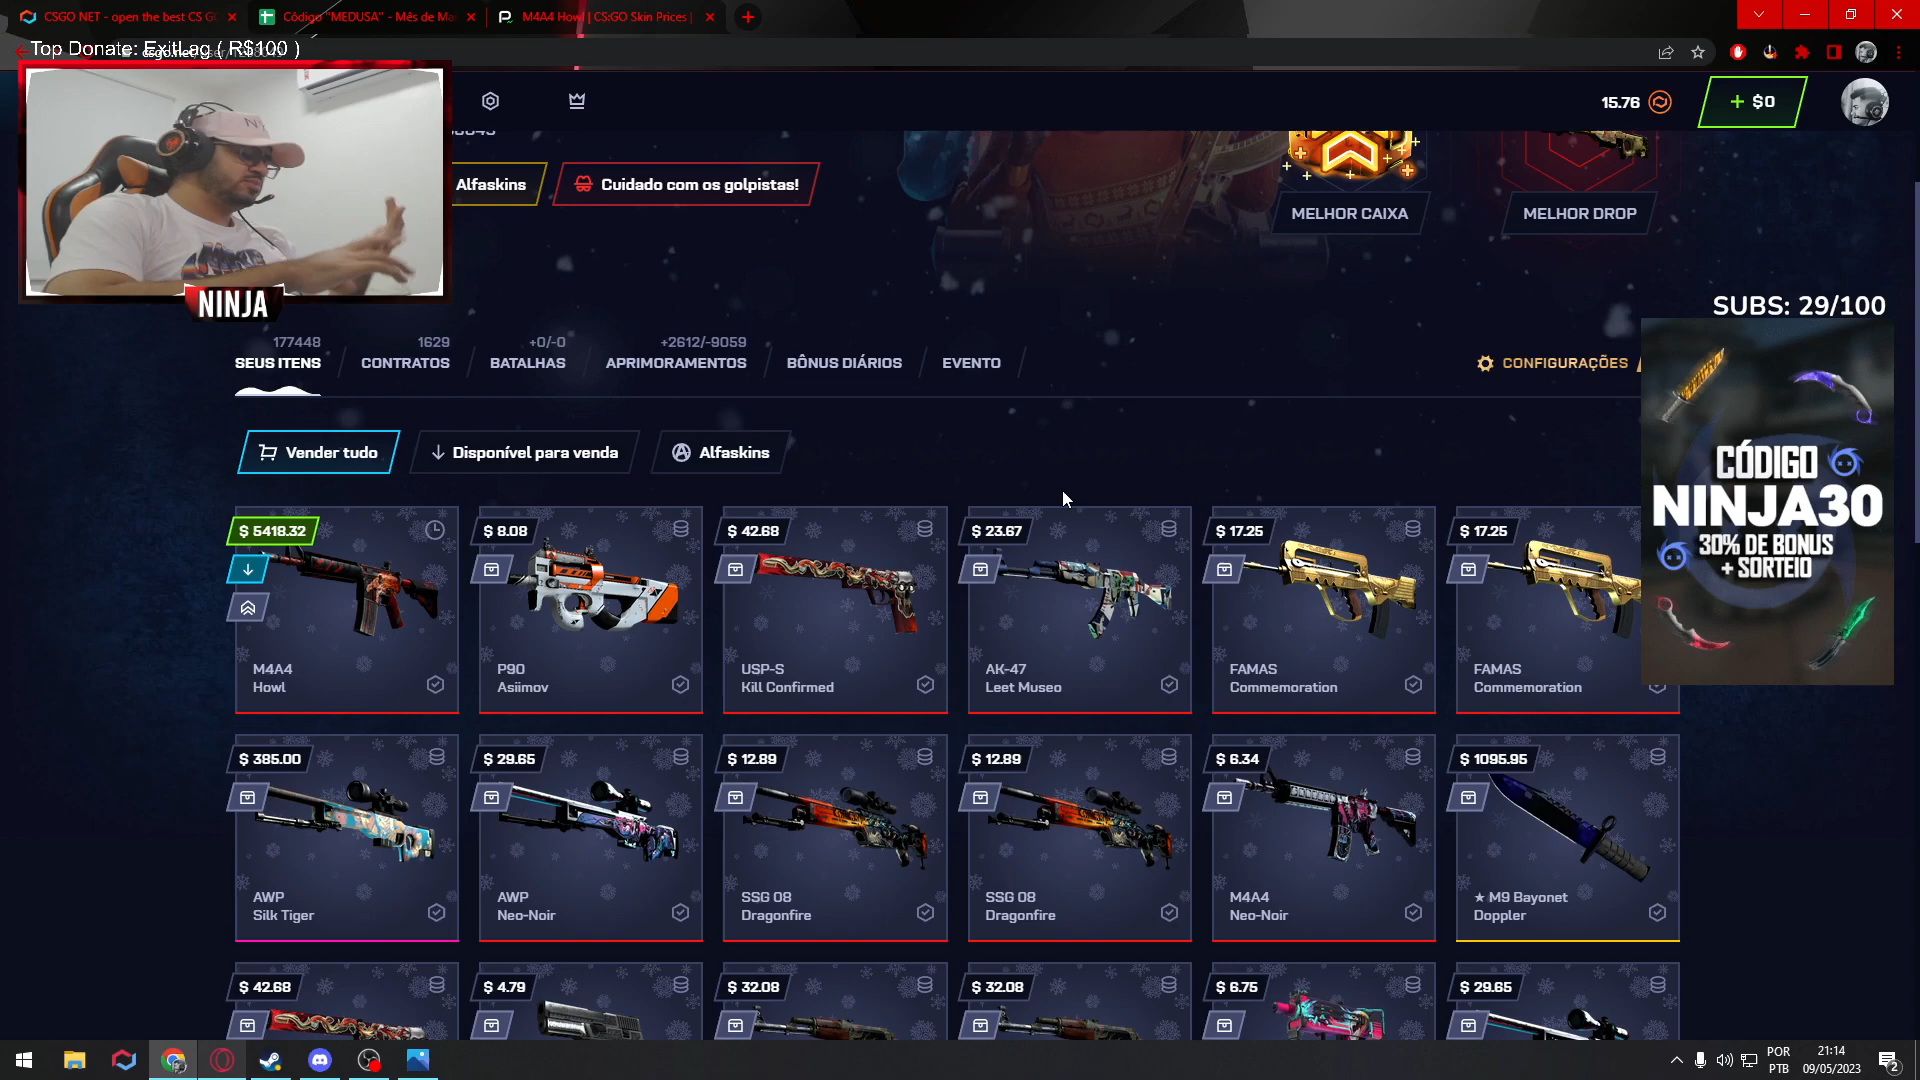 CSGO NET - open the best CS G
Código "MEDUSA" - Mês de Ma
M4A4 Howl | CS:GO Skin Prices |
Top Donate: ExitLag ( R$100 )
15.76
+ $0
Alfaskins
Cuidado com os golpistas!
MELHOR CAIXA
MELHOR DROP
NINJA
SUBS: 29/100
177448
1629
+0/-0
+2612/-9059
SEUS ITENS
CONTRATOS
BATALHAS
APRIMORAMENTOS
BÔNUS DIÁRIOS
EVENTO
CONFIGURAÇÕES
Vender tudo
Disponível para venda
Alfaskins
CÓDIGO
NINJA30
30% DE BONUS
+ SORTEIO
$ 5418.32
M4A4
Howl
$ 8.08
P90
Asiimov
$ 42.68
USP-S
Kill Confirmed
$ 23.67
AK-47
Leet Museo
$ 17.25
FAMAS
Commemoration
$ 17.25
FAMAS
Commemoration
$ 385.00
AWP
Silk Tiger
$ 29.65
AWP
Neo-Noir
$ 12.89
SSG 08
Dragonfire
$ 12.89
SSG 08
Dragonfire
$ 6.34
M4A4
Neo-Noir
$ 1095.95
★ M9 Bayonet
Doppler
$ 42.68
$ 4.79
$ 32.08
$ 32.08
$ 6.75
$ 29.65
POR
PTB
21:14
09/05/2023
2